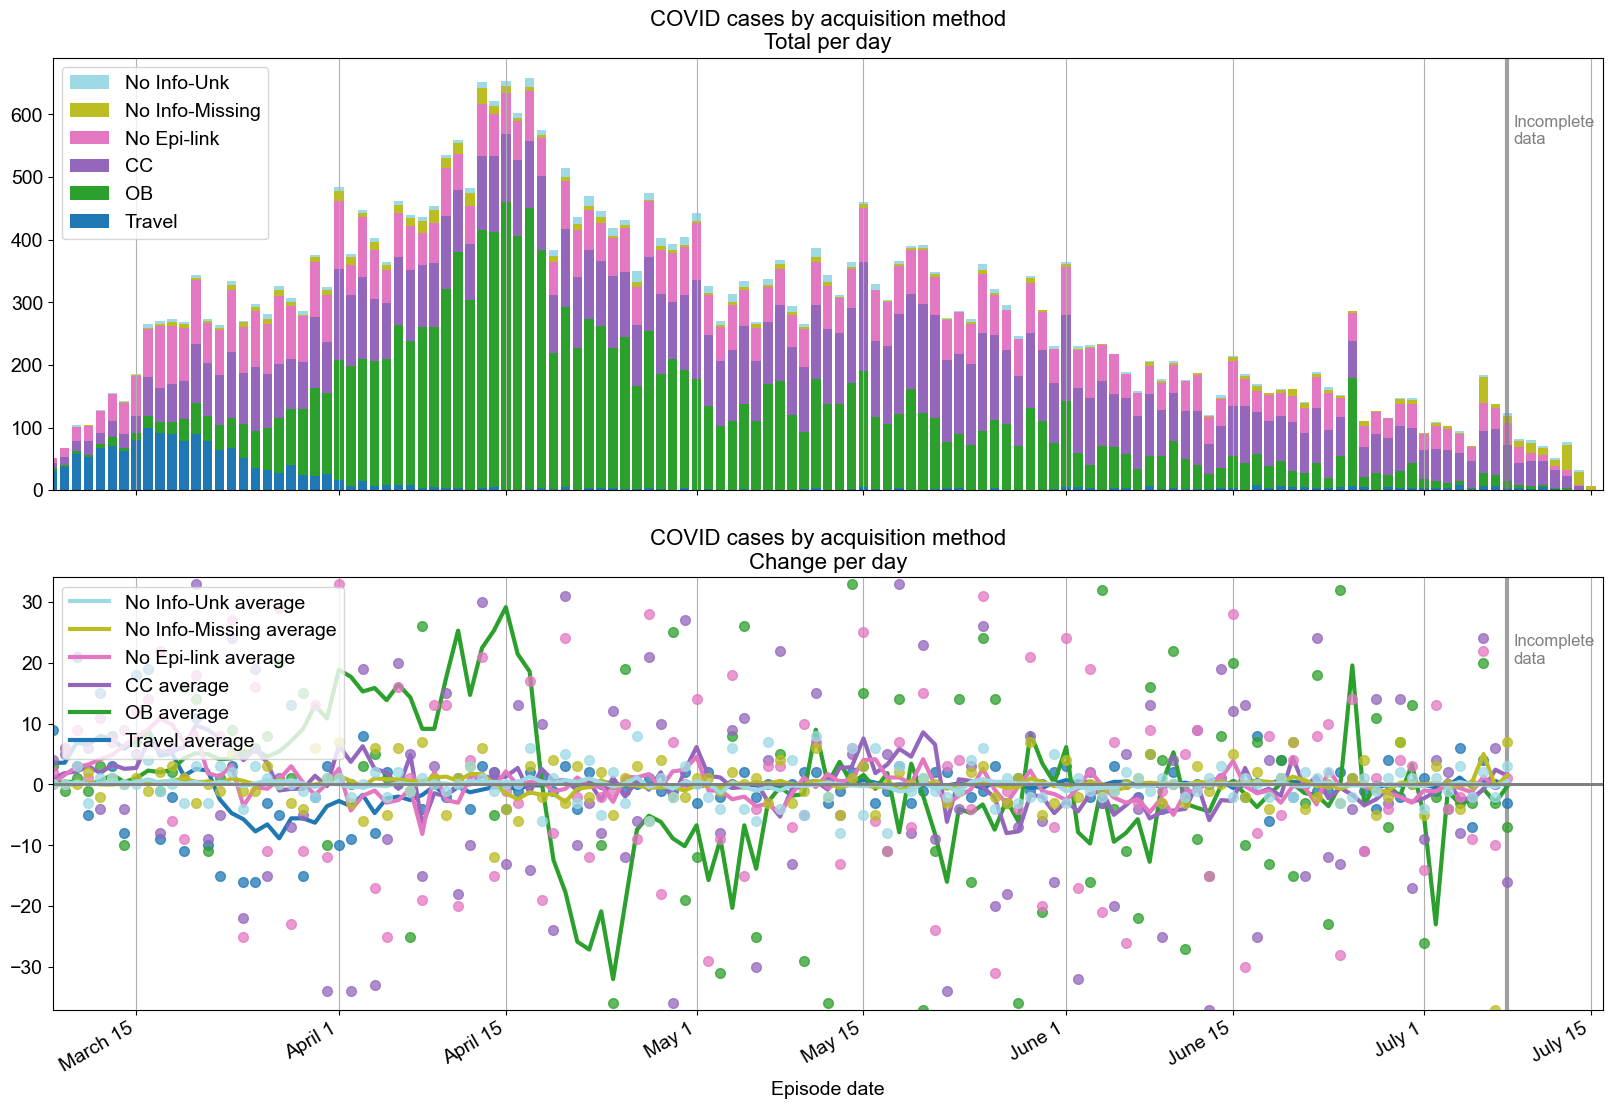 COVID cases by acquisition method
Total per day
No Info-Unk
No Info-Missing
No Epi-link
CC
OB
Travel
Incomplete
data
600
500
400
300
200
100
0
COVID cases by acquisition method
Change per day
No Info-Unk average
No Info-Missing average
No Epi-link average
CC average
OB average
Travel average
Incomplete
data
30
20
10
0
−10
−20
−30
March 15
April 1
April 15
May 1
May 15
June 1
June 15
July 1
July 15
Episode date